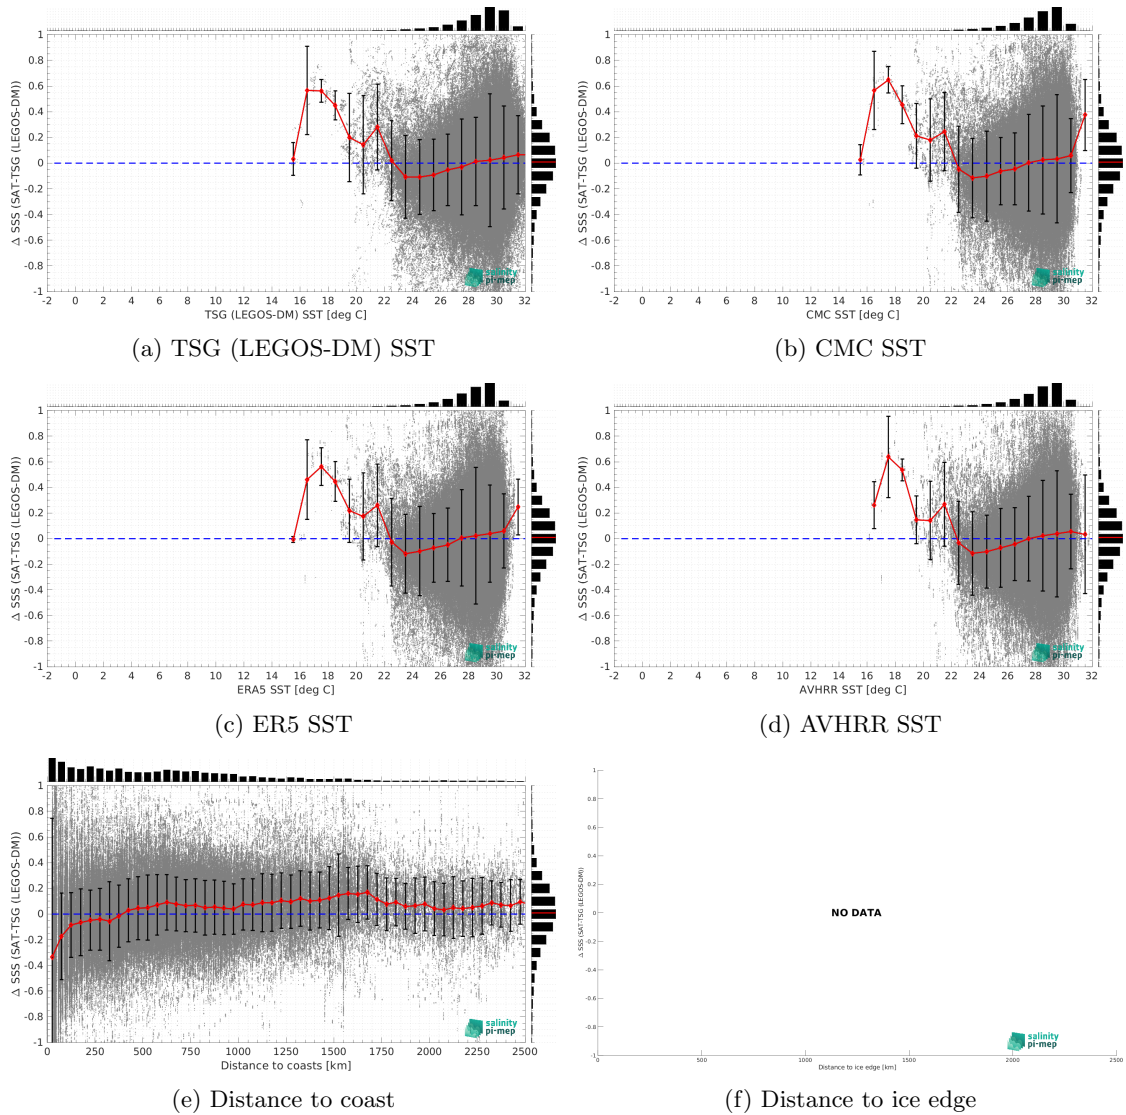 1
0.8
0.6
0.4
0.2
0
-0.2
-0.4
-0.6
-0.8
-1
Δ SSS (SAT-TSG (LEGOS-DM))
-2 0 2 4 6 8 10 12 14 16 18 20 22 24 26 28 30 32
TSG (LEGOS-DM) SST [deg C]
salinity
pi-mep
(a) TSG (LEGOS-DM) SST
1
0.8
0.6
0.4
0.2
0
-0.2
-0.4
-0.6
-0.8
-1
Δ SSS (SAT-TSG (LEGOS-DM))
-2 0 2 4 6 8 10 12 14 16 18 20 22 24 26 28 30 32
CMC SST [deg C]
salinity
pi-mep
(b) CMC SST
1
0.8
0.6
0.4
0.2
0
-0.2
-0.4
-0.6
-0.8
-1
Δ SSS (SAT-TSG (LEGOS-DM))
-2 0 2 4 6 8 10 12 14 16 18 20 22 24 26 28 30 32
ERA5 SST [deg C]
salinity
pi-mep
(c) ER5 SST
1
0.8
0.6
0.4
0.2
0
-0.2
-0.4
-0.6
-0.8
-1
Δ SSS (SAT-TSG (LEGOS-DM))
-2 0 2 4 6 8 10 12 14 16 18 20 22 24 26 28 30 32
AVHRR SST [deg C]
salinity
pi-mep
(d) AVHRR SST
1
0.8
0.6
0.4
0.2
0
-0.2
-0.4
-0.6
-0.8
-1
Δ SSS (SAT-TSG (LEGOS-DM))
0 250 500 750 1000 1250 1500 1750 2000 2250 2500
Distance to coasts [km]
salinity
pi-mep
(e) Distance to coast
1
0.8
0.6
0.4
0.2
0
-0.2
-0.4
-0.6
-0.8
-1
Δ SSS (SAT-TSG (LEGOS-DM))
NO DATA
0 500 1000 1500 2000 2500
Distance to ice edge [km]
salinity
pi-mep
(f) Distance to ice edge